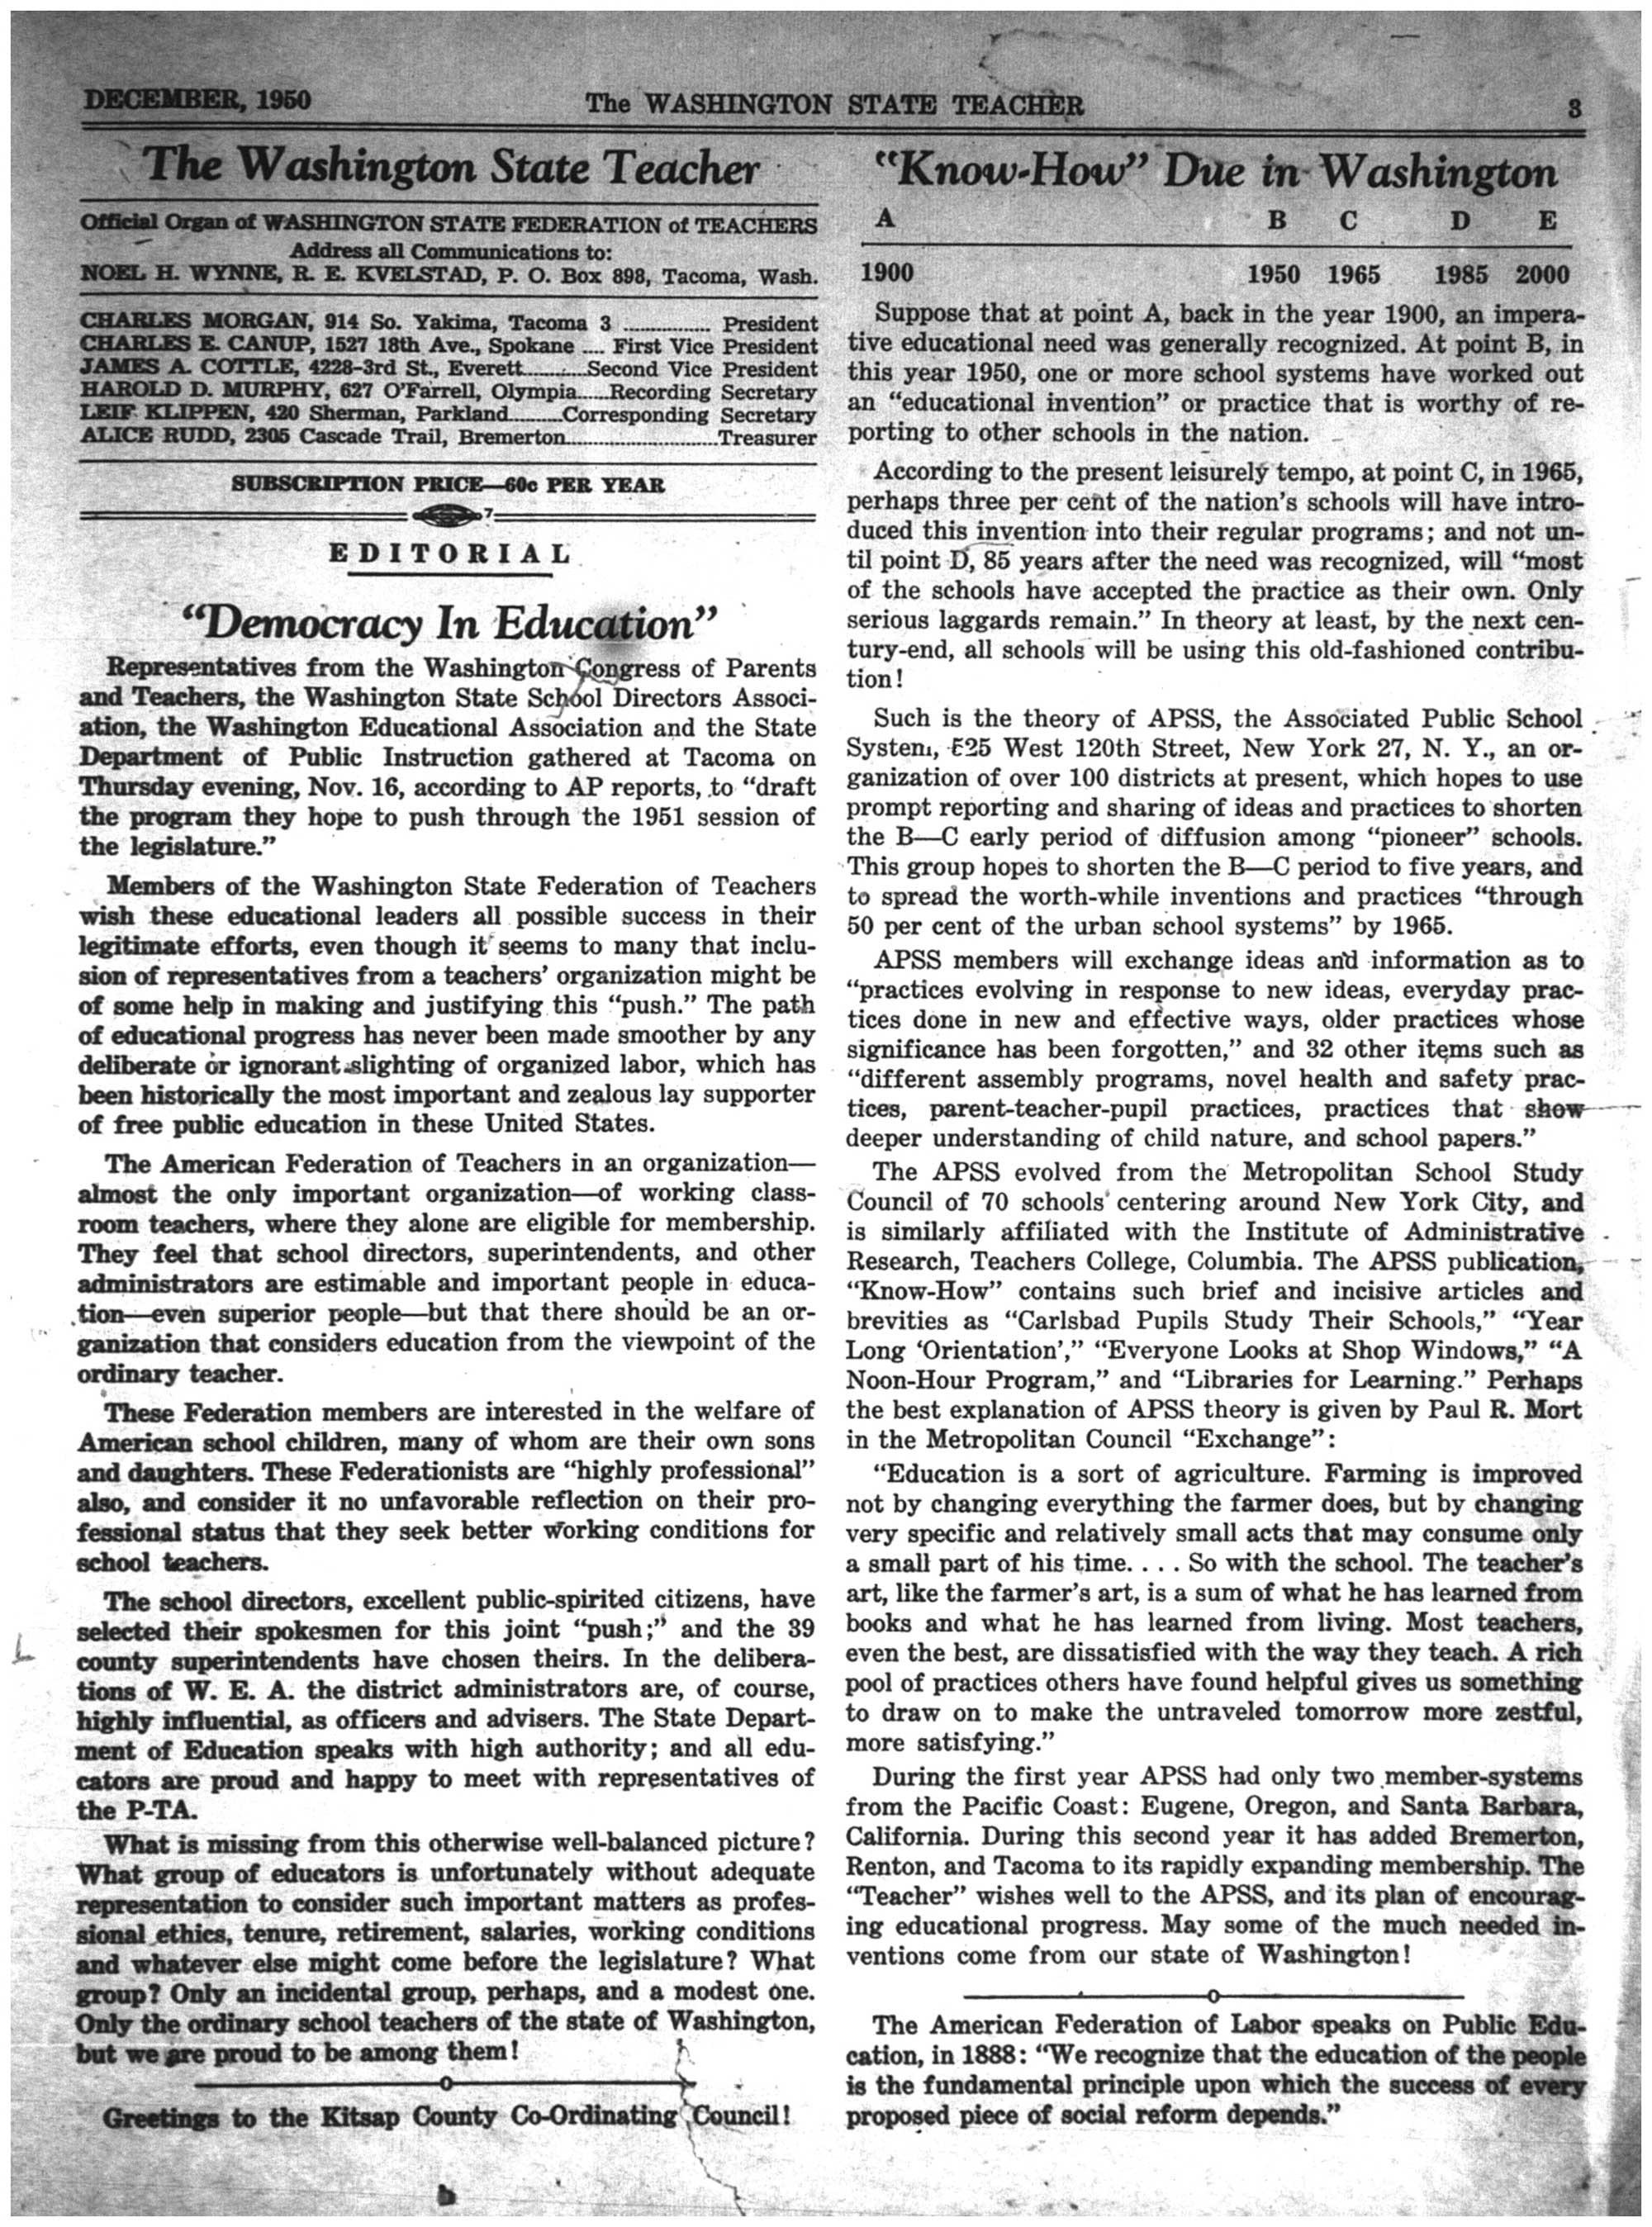 DECEMBER, 1950 The WASHINGTON STATE TEACHER 3
The Washington State Teacher
Official Organ of WASHINGTON STATE FEDERATION of TEACHERS
Address all Communications to:
NOEL H. WYNNE, R. E. KVELSTAD, P. O. Box 898, Tacoma, Wash.
CHARLES MORGAN, 914 So. Yakima, Tacoma 3 ............... President
CHARLES E. CANUP, 1527 18th Ave., Spokane .... First Vice President
JAMES A. COTTLE, 4228-3rd St., Everett...........Second Vice President
HAROLD D. MURPHY, 627 O'Farrell, Olympia.....Recording Secretary
LEIF KLIPPEN, 420 Sherman, Parkland.........Corresponding Secretary
ALICE RUDD, 2305 Cascade Trail, Bremerton..........................Treasurer
SUBSCRIPTION PRICE—60c PER YEAR
7
EDITORIAL
"Democracy In Education"
Representatives from the Washington Congress of Parents
and Teachers, the Washington State School Directors Associ-
ation, the Washington Educational Association and the State
Department of Public Instruction gathered at Tacoma on
Thursday evening, Nov. 16, according to AP reports, to "draft
the program they hope to push through the 1951 session of
the legislature."
Members of the Washington State Federation of Teachers
wish these educational leaders all possible success in their
legitimate efforts, even though it seems to many that inclu-
sion of representatives from a teachers' organization might be
of some help in making and justifying this "push." The path
of educational progress has never been made smoother by any
deliberate or ignorant slighting of organized labor, which has
been historically the most important and zealous lay supporter
of free public education in these United States.
The American Federation of Teachers in an organization—
almost the only important organization—of working class-
room teachers, where they alone are eligible for membership.
They feel that school directors, superintendents, and other
administrators are estimable and important people in educa-
tion—even superior people—but that there should be an or-
ganization that considers education from the viewpoint of the
ordinary teacher.
These Federation members are interested in the welfare of
American school children, many of whom are their own sons
and daughters. These Federationists are "highly professional"
also, and consider it no unfavorable reflection on their pro-
fessional status that they seek better working conditions for
school teachers.
The school directors, excellent public-spirited citizens, have
selected their spokesmen for this joint "push;" and the 39
county superintendents have chosen theirs. In the delibera-
tions of W. E. A. the district administrators are, of course,
highly influential, as officers and advisers. The State Depart-
ment of Education speaks with high authority; and all edu-
cators are proud and happy to meet with representatives of
the P-TA.
What is missing from this otherwise well-balanced picture?
What group of educators is unfortunately without adequate
representation to consider such important matters as profes-
sional ethics, tenure, retirement, salaries, working conditions
and whatever else might come before the legislature? What
group? Only an incidental group, perhaps, and a modest one.
Only the ordinary school teachers of the state of Washington,
but we are proud to be among them!
Greetings to the Kitsap County Co-Ordinating Council!
"Know-How" Due in Washington
A B C D E
1900 1950 1965 1985 2000
Suppose that at point A, back in the year 1900, an impera-
tive educational need was generally recognized. At point B, in
this year 1950, one or more school systems have worked out
an "educational invention" or practice that is worthy of re-
porting to other schools in the nation.
According to the present leisurely tempo, at point C, in 1965,
perhaps three per cent of the nation's schools will have intro-
duced this invention into their regular programs; and not un-
til point D, 85 years after the need was recognized, will "most
of the schools have accepted the practice as their own. Only
serious laggards remain." In theory at least, by the next cen-
tury-end, all schools will be using this old-fashioned contribu-
tion!
Such is the theory of APSS, the Associated Public School
System, 525 West 120th Street, New York 27, N. Y., an or-
ganization of over 100 districts at present, which hopes to use
prompt reporting and sharing of ideas and practices to shorten
the B—C early period of diffusion among "pioneer" schools.
This group hopes to shorten the B—C period to five years, and
to spread the worth-while inventions and practices "through
50 per cent of the urban school systems" by 1965.
APSS members will exchange ideas and information as to
"practices evolving in response to new ideas, everyday prac-
tices done in new and effective ways, older practices whose
significance has been forgotten," and 32 other items such as
"different assembly programs, novel health and safety prac-
tices, parent-teacher-pupil practices, practices that show
deeper understanding of child nature, and school papers."
The APSS evolved from the Metropolitan School Study
Council of 70 schools centering around New York City, and
is similarly affiliated with the Institute of Administrative
Research, Teachers College, Columbia. The APSS publication,
"Know-How" contains such brief and incisive articles and
brevities as "Carlsbad Pupils Study Their Schools," "Year
Long 'Orientation'," "Everyone Looks at Shop Windows," "A
Noon-Hour Program," and "Libraries for Learning." Perhaps
the best explanation of APSS theory is given by Paul R. Mort
in the Metropolitan Council "Exchange":
"Education is a sort of agriculture. Farming is improved
not by changing everything the farmer does, but by changing
very specific and relatively small acts that may consume only
a small part of his time. . . . So with the school. The teacher's
art, like the farmer's art, is a sum of what he has learned from
books and what he has learned from living. Most teachers,
even the best, are dissatisfied with the way they teach. A rich
pool of practices others have found helpful gives us something
to draw on to make the untraveled tomorrow more zestful,
more satisfying."
During the first year APSS had only two member-systems
from the Pacific Coast: Eugene, Oregon, and Santa Barbara,
California. During this second year it has added Bremerton,
Renton, and Tacoma to its rapidly expanding membership. The
"Teacher" wishes well to the APSS, and its plan of encourag-
ing educational progress. May some of the much needed in-
ventions come from our state of Washington!
The American Federation of Labor speaks on Public Edu-
cation, in 1888: "We recognize that the education of the people
is the fundamental principle upon which the success of every
proposed piece of social reform depends."